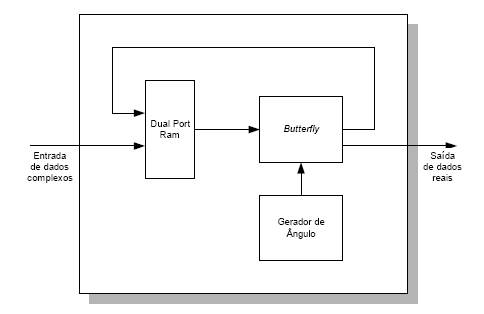 Dual Port
Ram
Butterfly
Entrada
de dados
complexos
Saída
de dados
reais
Gerador de
Ângulo